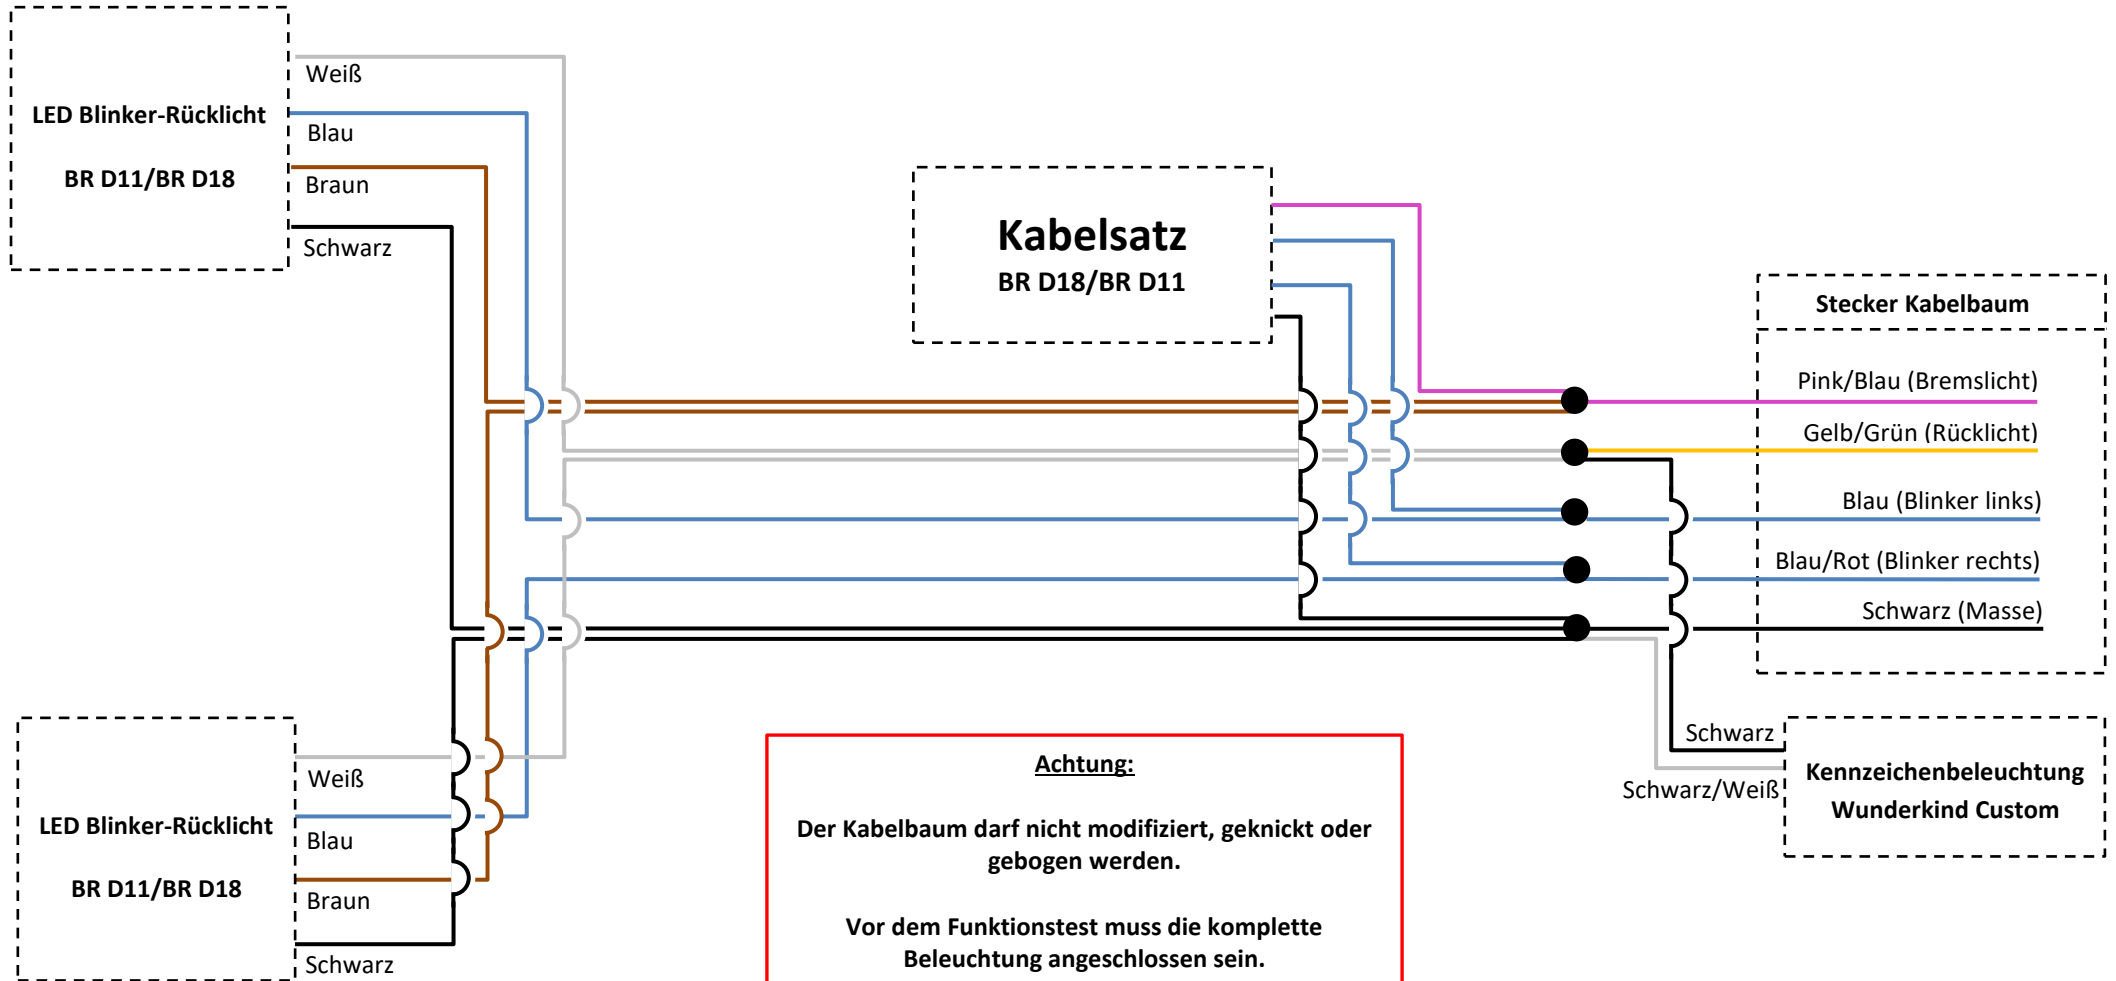 Weiß
LED Blinker-Rücklicht
Blau
BR D11/BR D18
Braun
Schwarz
Kabelsatz
BR D18/BR D11
Stecker Kabelbaum
Pink/Blau (Bremslicht)
Gelb/Grün (Rücklicht)
Blau (Blinker links)
Blau/Rot (Blinker rechts)
Schwarz (Masse)
Schwarz
Schwarz/Weiß
Kennzeichenbeleuchtung
Wunderkind Custom
Weiß
LED Blinker-Rücklicht
Blau
BR D11/BR D18
Braun
Schwarz
Achtung:
Der Kabelbaum darf nicht modifiziert, geknickt oder
gebogen werden.
Vor dem Funktionstest muss die komplette
Beleuchtung angeschlossen sein.